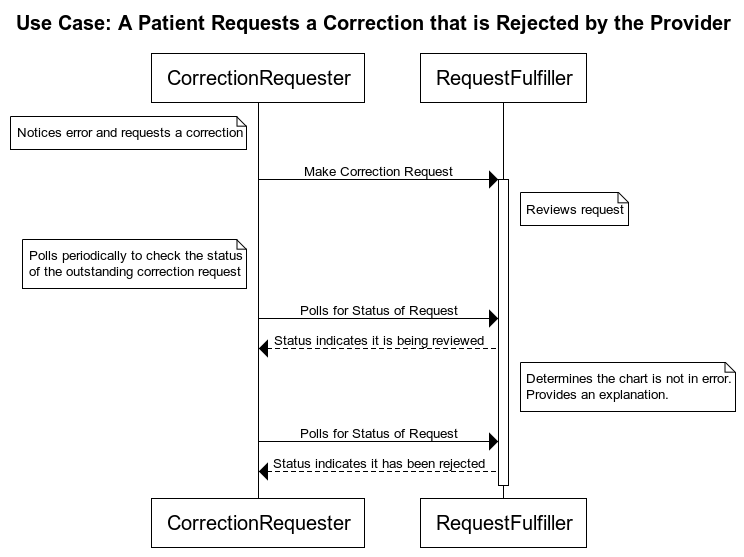 Use Case: A Patient Requests a Correction that is Rejected by the Provider
CorrectionRequester
RequestFulfiller
Notices error and requests a correction
Make Correction Request
Reviews request
Polls periodically to check the status
of the outstanding correction request
Polls for Status of Request
Status indicates it is being reviewed
Determines the chart is not in error.
Provides an explanation.
Polls for Status of Request
Status indicates it has been rejected
CorrectionRequester
RequestFulfiller